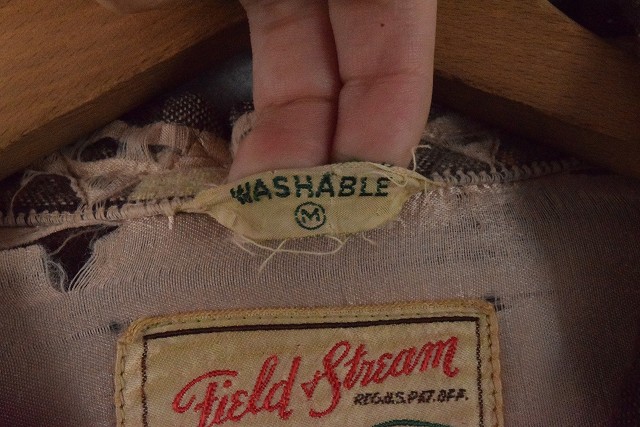 WASHABLE
M
Field & Stream
REG.U.S.PAT.OFF.